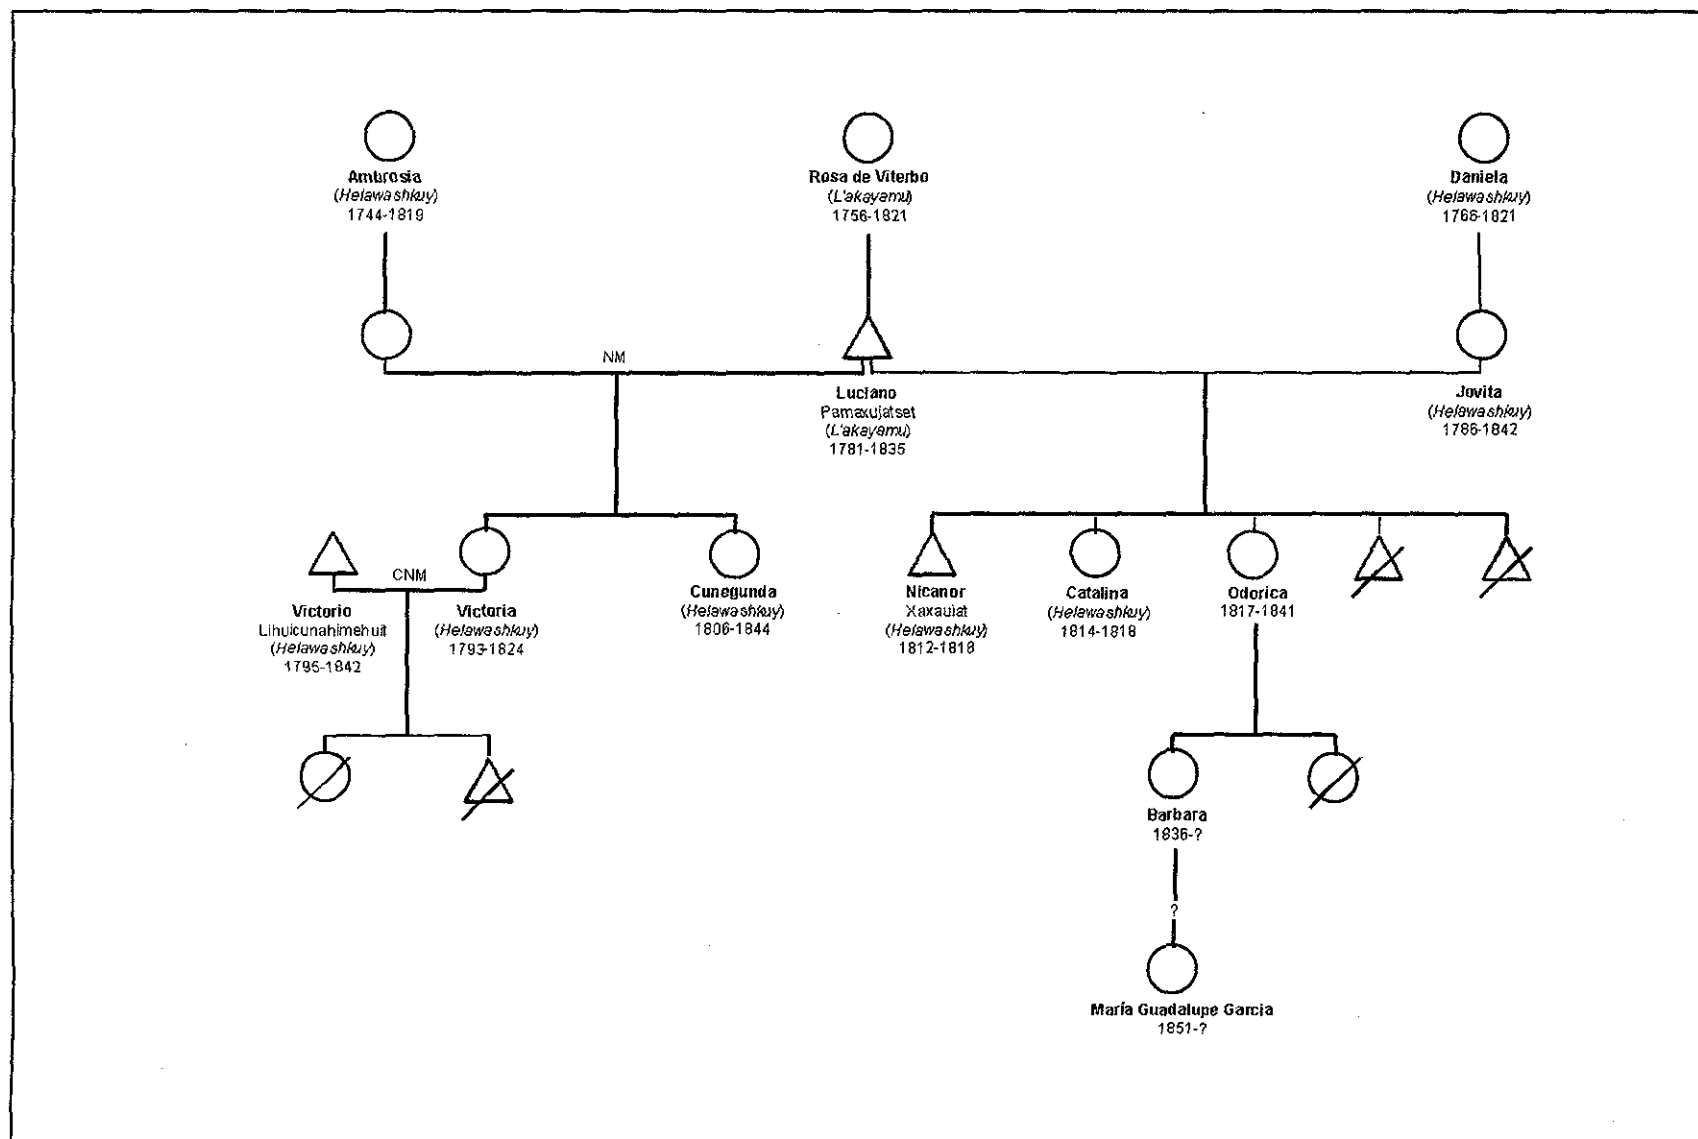 Ambrosia
(Helawashkuy)
1744-1819
Rosa de Viterbo
(L'akayamu)
1756-1821
Daniela
(Helawashkuy)
1766-1821
NM
Luciano
Pamaxujatset
(L'akayamu)
1781-1835
Jovita
(Helawashkuy)
1786-1842
CNM
Victorio
Lihuicunahimehuit
(Helawashkuy)
1795-1842
Victoria
(Helawashkuy)
1793-1824
Cunegunda
(Helawashkuy)
1806-1844
Nicanor
Xaxaulat
(Helawashkuy)
1812-1818
Catalina
(Helawashkuy)
1814-1818
Odorica
1817-1841
Barbara
1836-?
?
María Guadalupe Garcia
1851-?